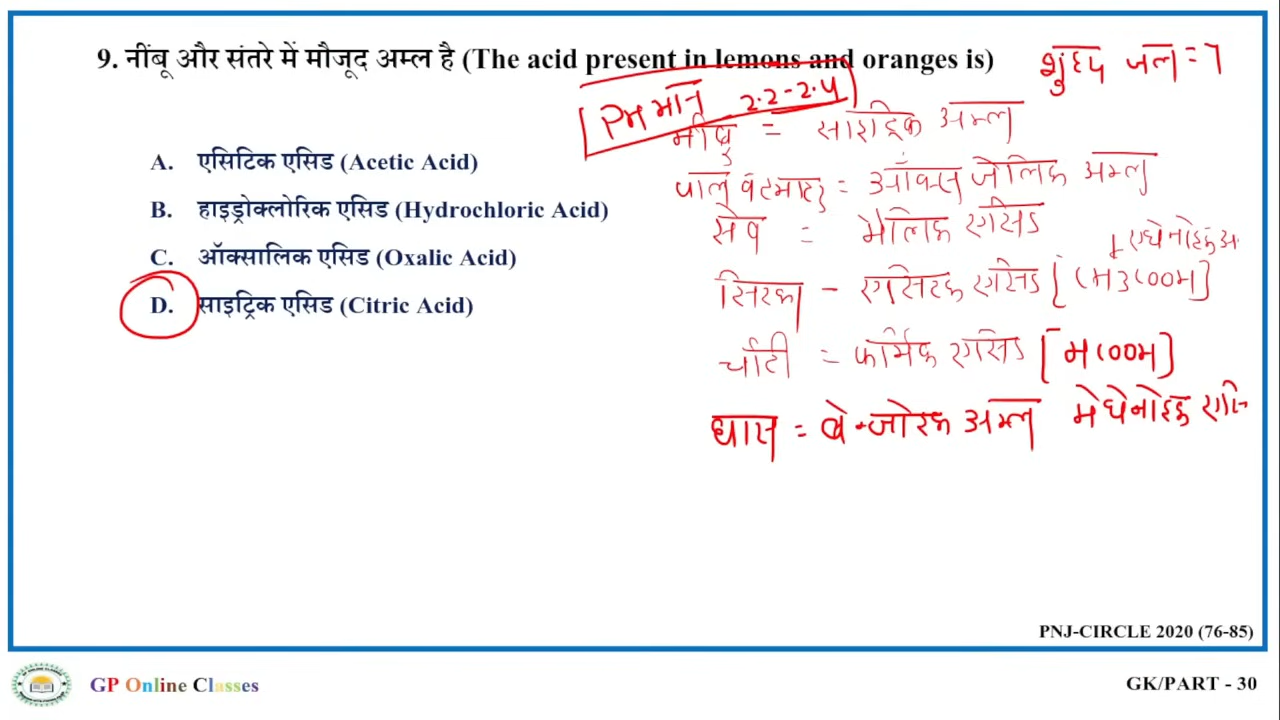 9. नींबू और संतरे में मौजूद अम्ल है (The acid present in lemons and oranges is)
शुध्द जल = 7
PH मान 2.2-2.4
नीबू = साइट्रिक अम्ल
A. एसिटिक एसिड (Acetic Acid)
पालक टमाटर = ऑक्स जेलिक अम्ल
B. हाइड्रोक्लोरिक एसिड (Hydrochloric Acid)
सेव = मैलिक एसिड
C. ऑक्सालिक एसिड (Oxalic Acid)
सिरका - एसिटिक एसिड [CH3COOH]
D. साइट्रिक एसिड (Citric Acid)
चींटी = फॉर्मिक एसिड [HCOOH]
घास = बेन्जोइक अम्ल मेथेनोइक
PNJ-CIRCLE 2020 (76-85)
GP Online Classes
GK/PART - 30